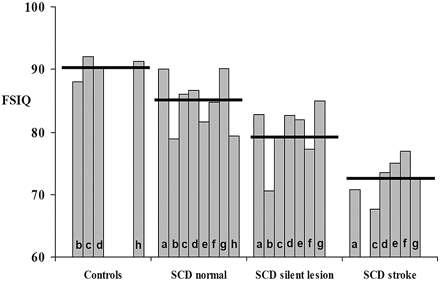 100
90
FSIQ
80
70
60
b c d h
a b c d e f g h
a b c d e f g
a c d e f g
Controls
SCD normal
SCD silent lesion
SCD stroke